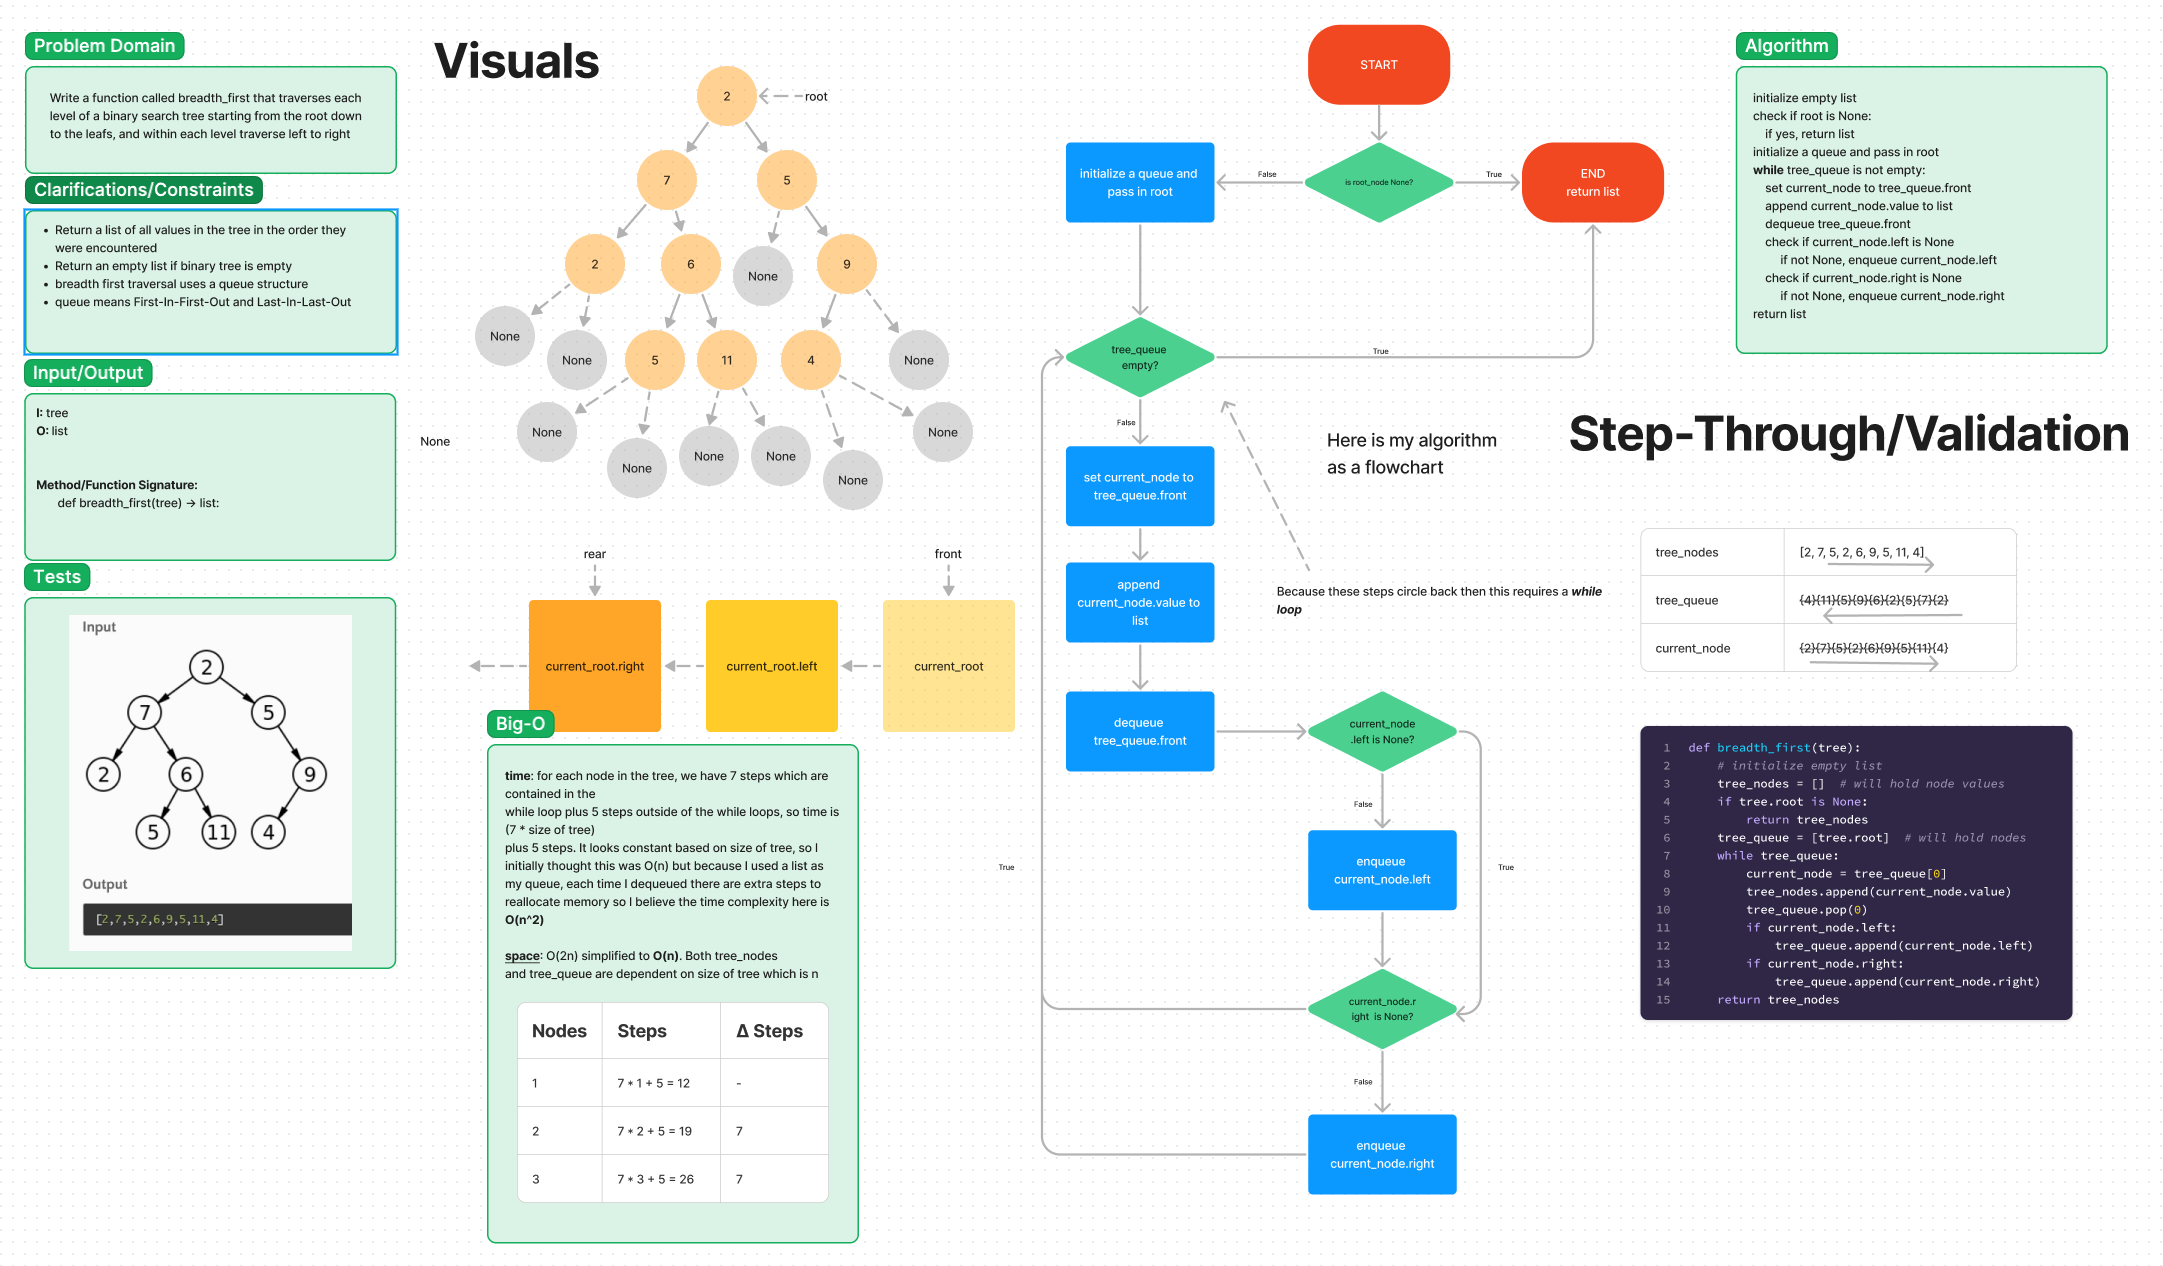 Problem Domain
Write a function called breadth_first that traverses each
level of a binary search tree starting from the root down
to the leafs, and within each level traverse left to right
Clarifications/Constraints
• Return a list of all values in the tree in the order they
were encountered
• Return an empty list if binary tree is empty
• breadth first traversal uses a queue structure
• queue means First-In-First-Out and Last-In-Last-Out
Input/Output
I: tree
O: list
Method/Function Signature:
def breadth_first(tree) → list:
Tests
Input
2
7
5
2
6
9
5
11
4
Output
[2,7,5,2,6,9,5,11,4]
Visuals
2
root
7
5
2
6
None
9
None
None
5
11
4
None
None
None
None
None
None
None
None
rear
front
current_root.right
current_root.left
current_root
Big-O
time: for each node in the tree, we have 7 steps which are
contained in the
while loop plus 5 steps outside of the while loops, so time is
(7 * size of tree)
plus 5 steps. It looks constant based on size of tree, so I
initially thought this was O(n) but because I used a list as
my queue, each time I dequeued there are extra steps to
reallocate memory so I believe the time complexity here is
O(n^2)
space: O(2n) simplified to O(n). Both tree_nodes
and tree_queue are dependent on size of tree which is n
Nodes Steps Δ Steps
1 7 * 1 + 5 = 12 -
2 7 * 2 + 5 = 19 7
3 7 * 3 + 5 = 26 7
START
is root_node None?
False
True
initialize a queue and
pass in root
END
return list
tree_queue
empty?
True
False
set current_node to
tree_queue.front
append
current_node.value to
list
dequeue
tree_queue.front
current_node
.left is None?
False
True
enqueue
current_node.left
current_node.r
ight is None?
True
False
enqueue
current_node.right
Here is my algorithm
as a flowchart
Because these steps circle back then this requires a while
loop
Algorithm
initialize empty list
check if root is None:
if yes, return list
initialize a queue and pass in root
while tree_queue is not empty:
set current_node to tree_queue.front
append current_node.value to list
dequeue tree_queue.front
check if current_node.left is None
if not None, enqueue current_node.left
check if current_node.right is None
if not None, enqueue current_node.right
return list
Step-Through/Validation
tree_nodes [2, 7, 5, 2, 6, 9, 5, 11, 4]
tree_queue {4}{11}{5}{9}{6}{2}{5}{7}{2}
current_node {2}{7}{5}{2}{6}{9}{5}{11}{4}
1 def breadth_first(tree):
2 # initialize empty list
3 tree_nodes = [] # will hold node values
4 if tree.root is None:
5 return tree_nodes
6 tree_queue = [tree.root] # will hold nodes
7 while tree_queue:
8 current_node = tree_queue[0]
9 tree_nodes.append(current_node.value)
10 tree_queue.pop(0)
11 if current_node.left:
12 tree_queue.append(current_node.left)
13 if current_node.right:
14 tree_queue.append(current_node.right)
15 return tree_nodes